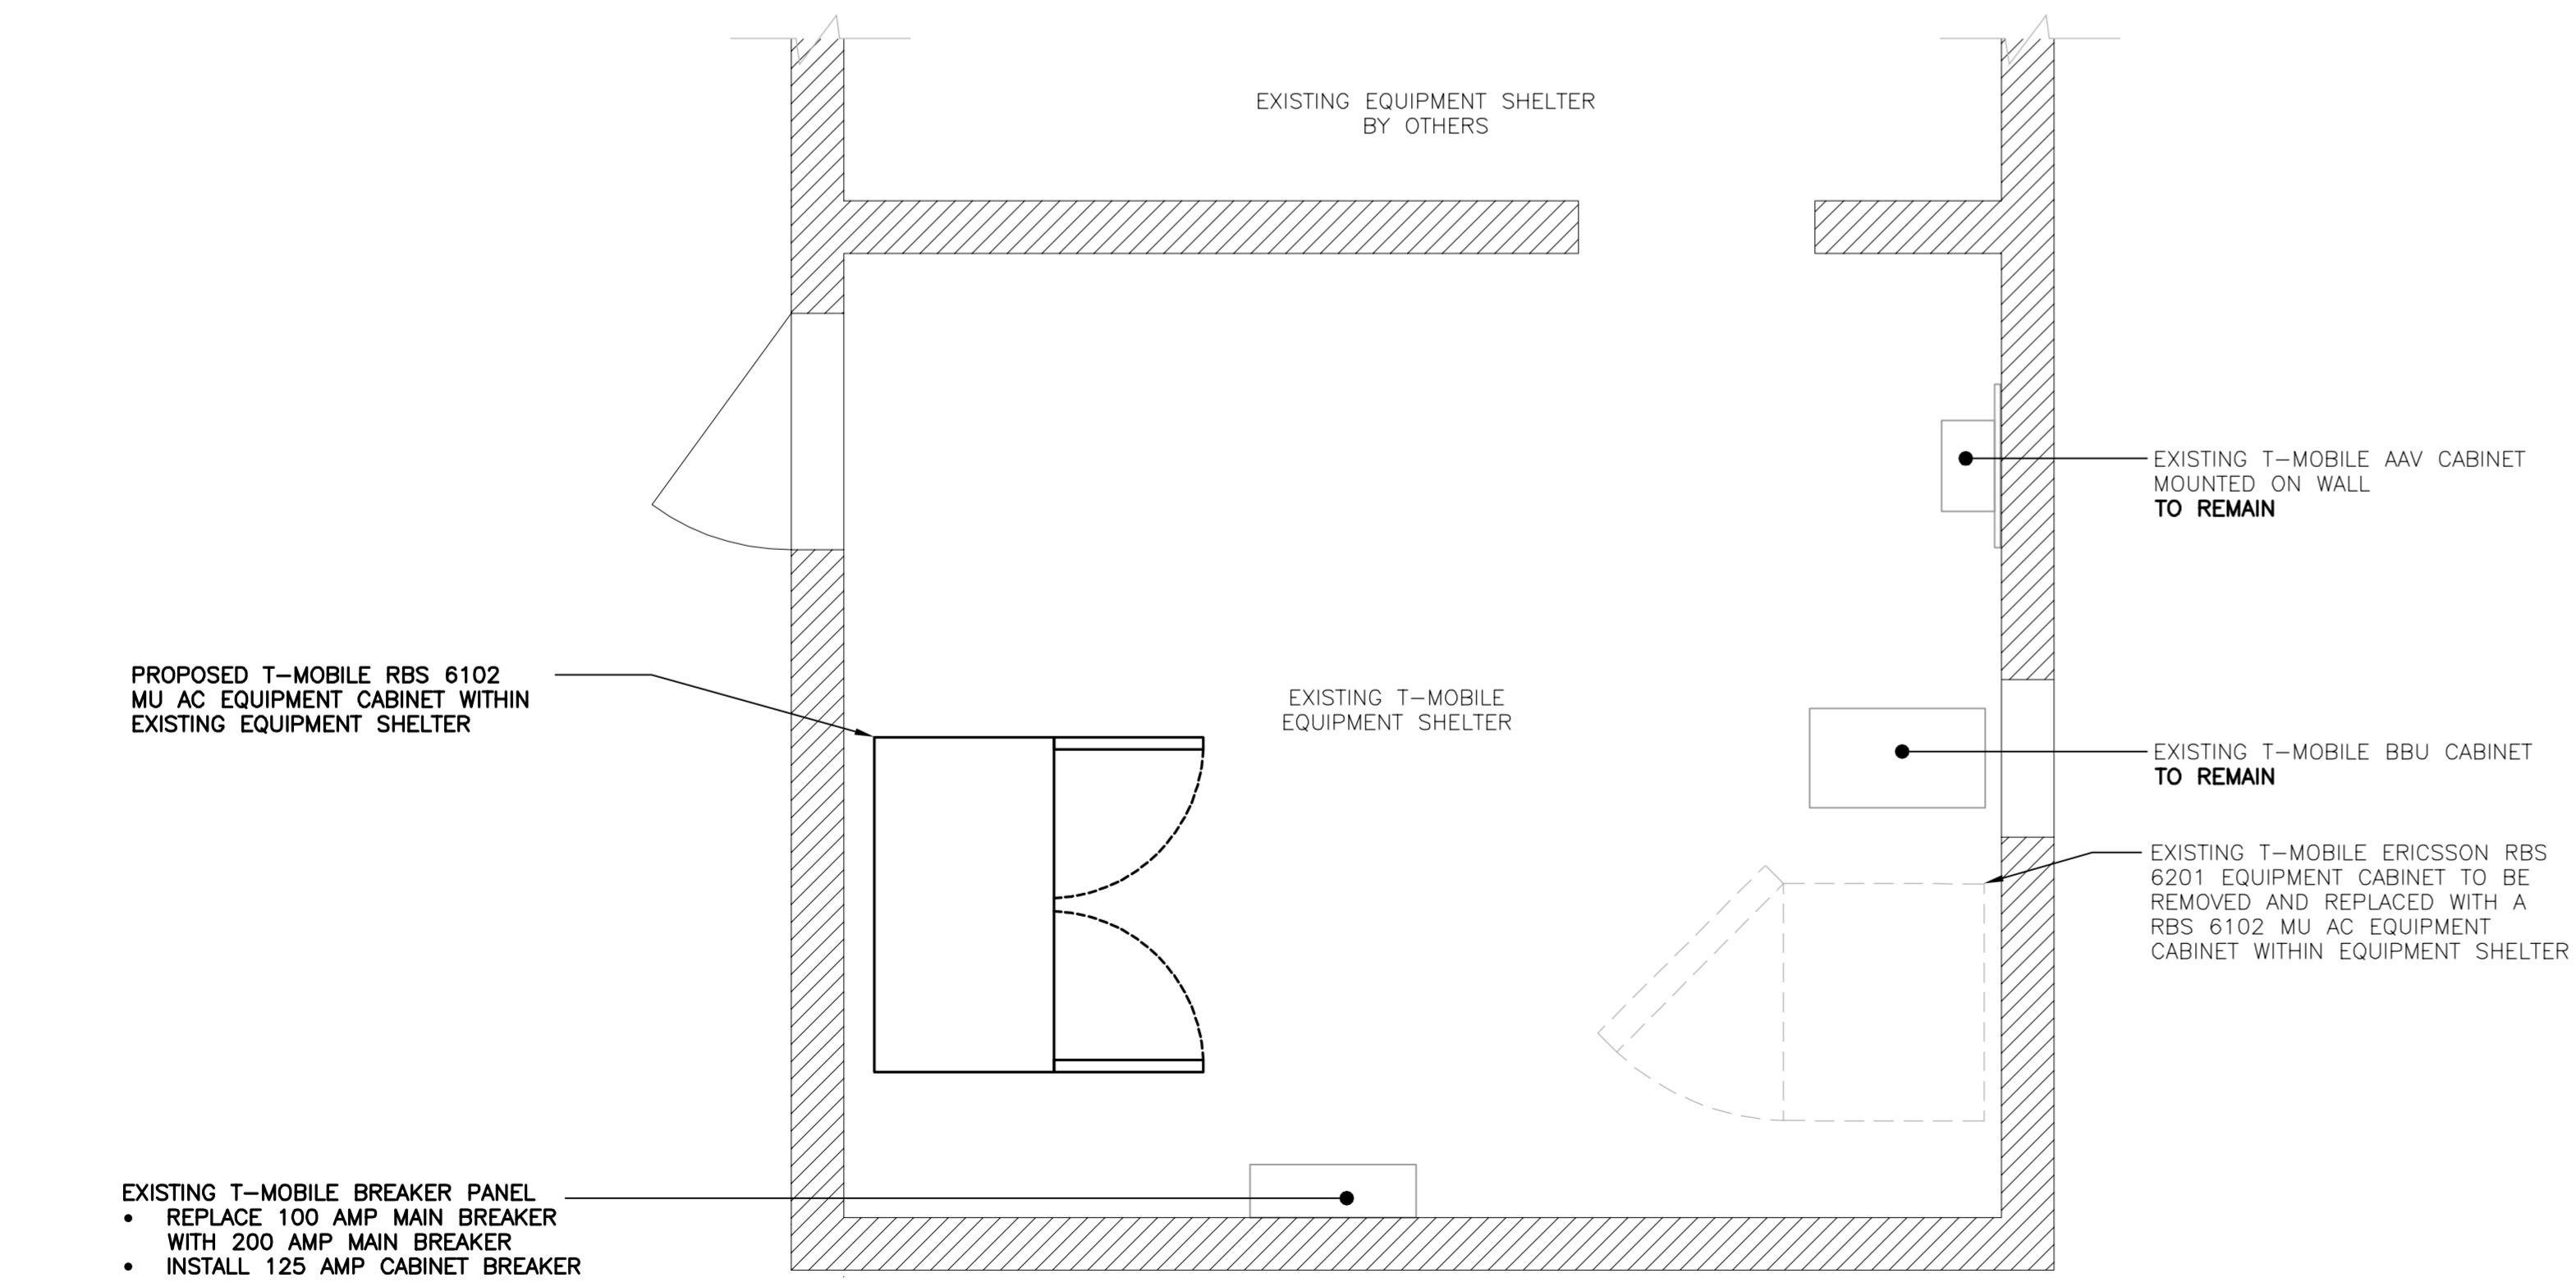 EXISTING EQUIPMENT SHELTER
BY OTHERS
EXISTING T-MOBILE AAV CABINET
MOUNTED ON WALL
TO REMAIN
PROPOSED T-MOBILE RBS 6102
MU AC EQUIPMENT CABINET WITHIN
EXISTING EQUIPMENT SHELTER
EXISTING T-MOBILE
EQUIPMENT SHELTER
EXISTING T-MOBILE BBU CABINET
TO REMAIN
EXISTING T-MOBILE ERICSSON RBS
6201 EQUIPMENT CABINET TO BE
REMOVED AND REPLACED WITH A
RBS 6102 MU AC EQUIPMENT
CABINET WITHIN EQUIPMENT SHELTER
EXISTING T-MOBILE BREAKER PANEL
• REPLACE 100 AMP MAIN BREAKER
WITH 200 AMP MAIN BREAKER
• INSTALL 125 AMP CABINET BREAKER